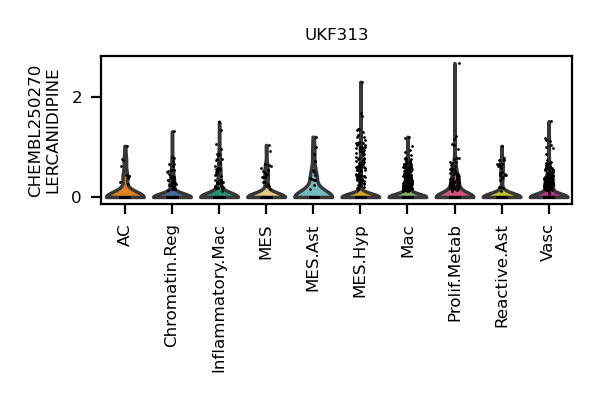 UKF313
CHEMBL250270
LERCANIDIPINE
2
0
AC
Chromatin.Reg
Inflammatory.Mac
MES
MES.Ast
MES.Hyp
Mac
Prolif.Metab
Reactive.Ast
Vasc